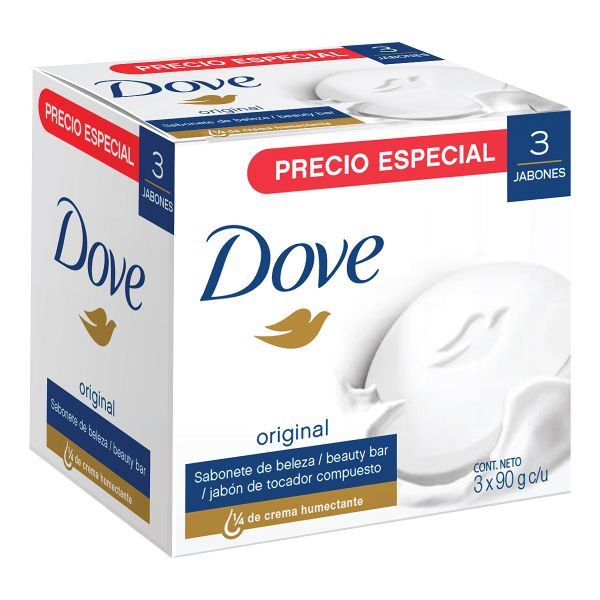 PRECIO ESPECIAL
3
JABONES
Dove
original
Sabonete de beleza / beauty bar
¼ de crema humectante
PRECIO ESPECIAL
3
Dove
original
Sabonete de beleza / beauty bar
¼ de crema humectante
PRECIO ESPECIAL
3
JABONES
Dove
original
Sabonete de beleza / beauty bar
/ jabón de tocador compuesto
¼ de crema humectante
CONT. NETO
3 x 90 g c/u